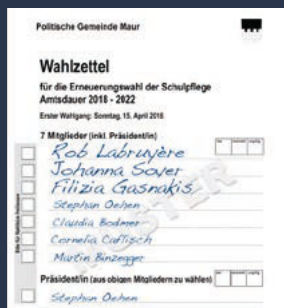 Politische Gemeinde Maur
Wahlzettel
für die Erneuerungswahl der Schulpflege
Amtsdauer 2018 - 2022
Erster Wahlgang: Sonntag, 15. April 2018
7 Mitglieder (inkl. Präsident/in)
Rob Labruyère
Johanna Sover
Filizia Gasnakis
Stephan Oehen
Claudia Bodmer
Cornelia Caflisch
Martin Binzegger
MUSTER
Präsident/in (aus obigen Mitgliedern zu wählen)
Stephan Oehen